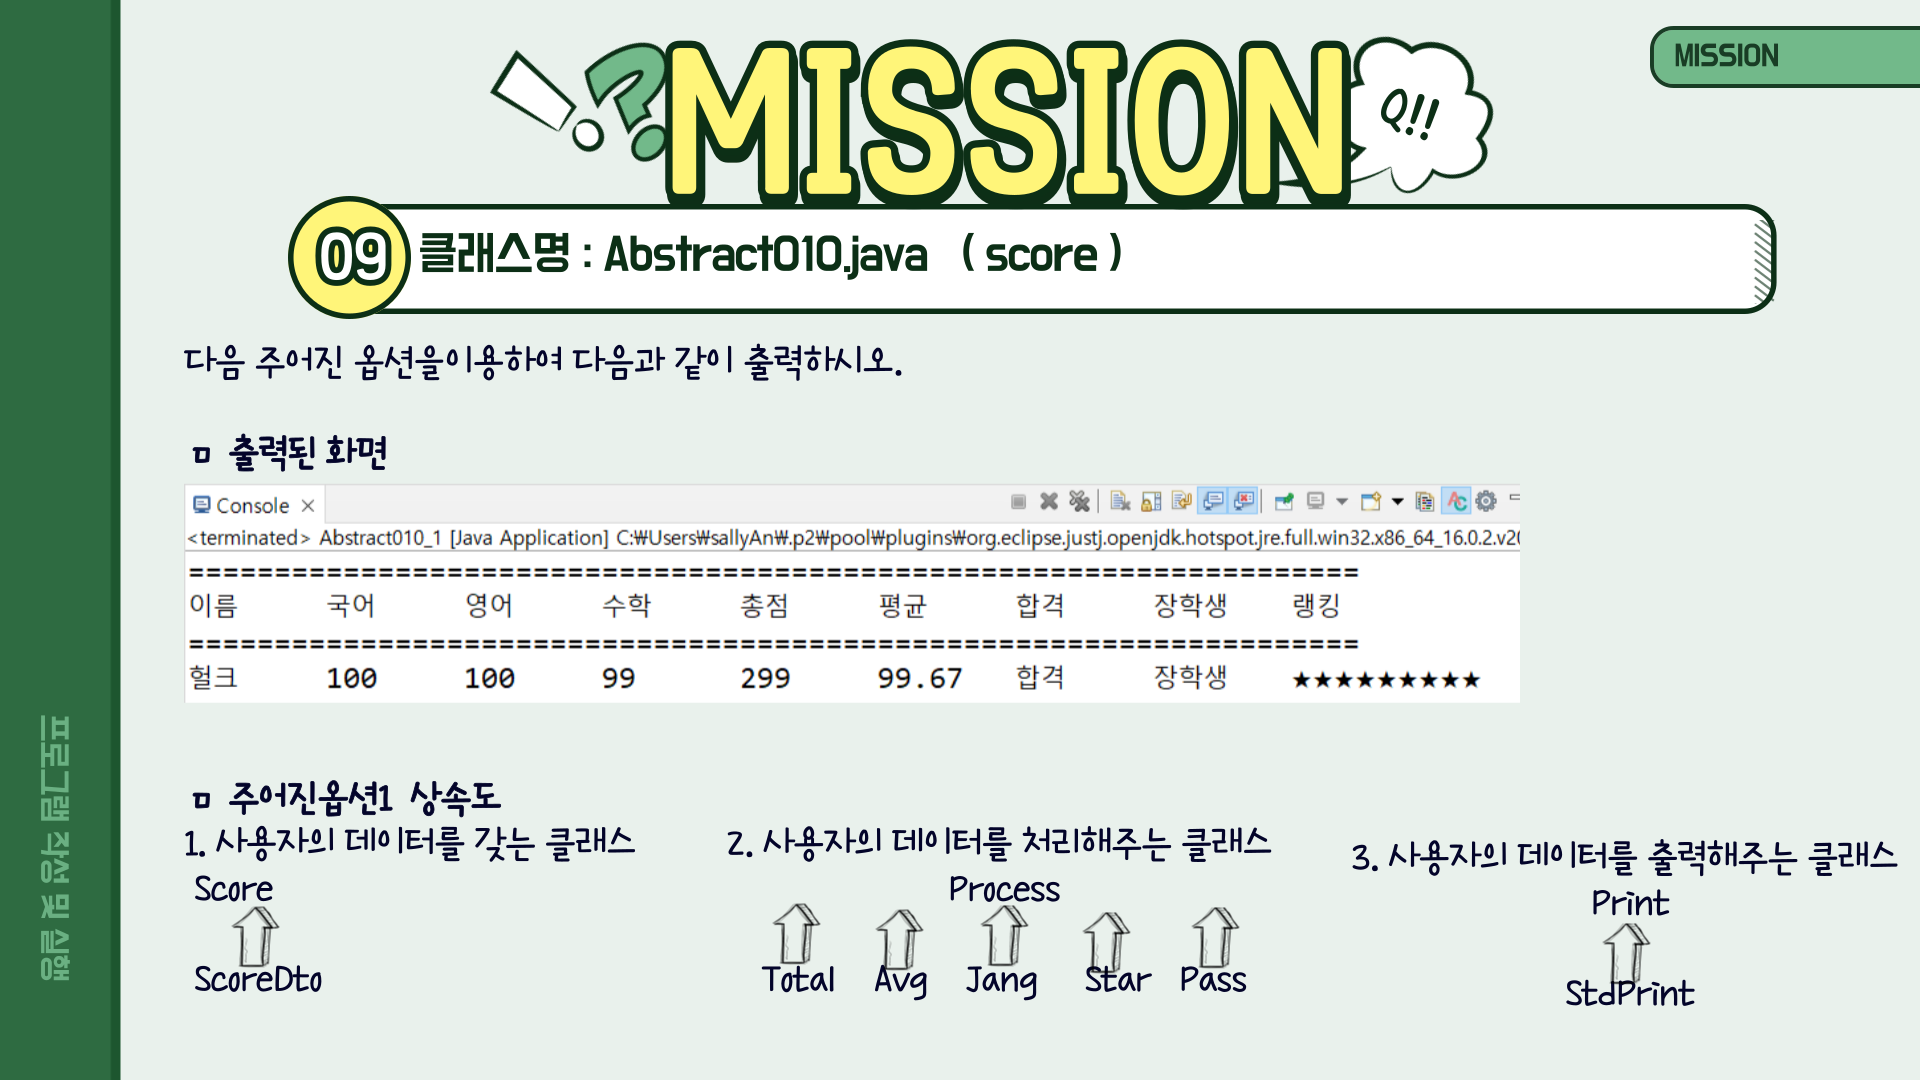 MISSION
!? MISSION Q!!
09 클래스명 : Abstract010.java ( score )
다음 주어진 옵션을이용하여 다음과 같이 출력하시오.
ㅁ 출력된 화면
Console
<terminated> Abstract010_1 [Java Application] C:₩Users₩sallyAn₩.p2₩pool₩plugins₩org.eclipse.justj.openjdk.hotspot.jre.full.win32.x86_64_16.0.2.v20
====================================================================
이름 국어 영어 수학 총점 평균 합격 장학생 랭킹
====================================================================
헐크 100 100 99 299 99.67 합격 장학생 ★★★★★★★★★
ㅁ 주어진옵션1 상속도
1. 사용자의 데이터를 갖는 클래스
Score
ScoreDto
2. 사용자의 데이터를 처리해주는 클래스
Process
Total Avg Jang Star Pass
3. 사용자의 데이터를 출력해주는 클래스
Print
StdPrint
프로그램 작성 및 실행